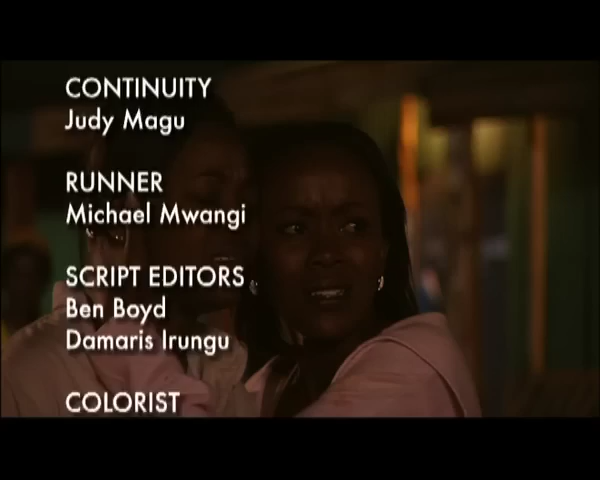 CONTINUITY
Judy Magu
RUNNER
Michael Mwangi
SCRIPT EDITORS
Ben Boyd
Damaris Irungu
COLORIST